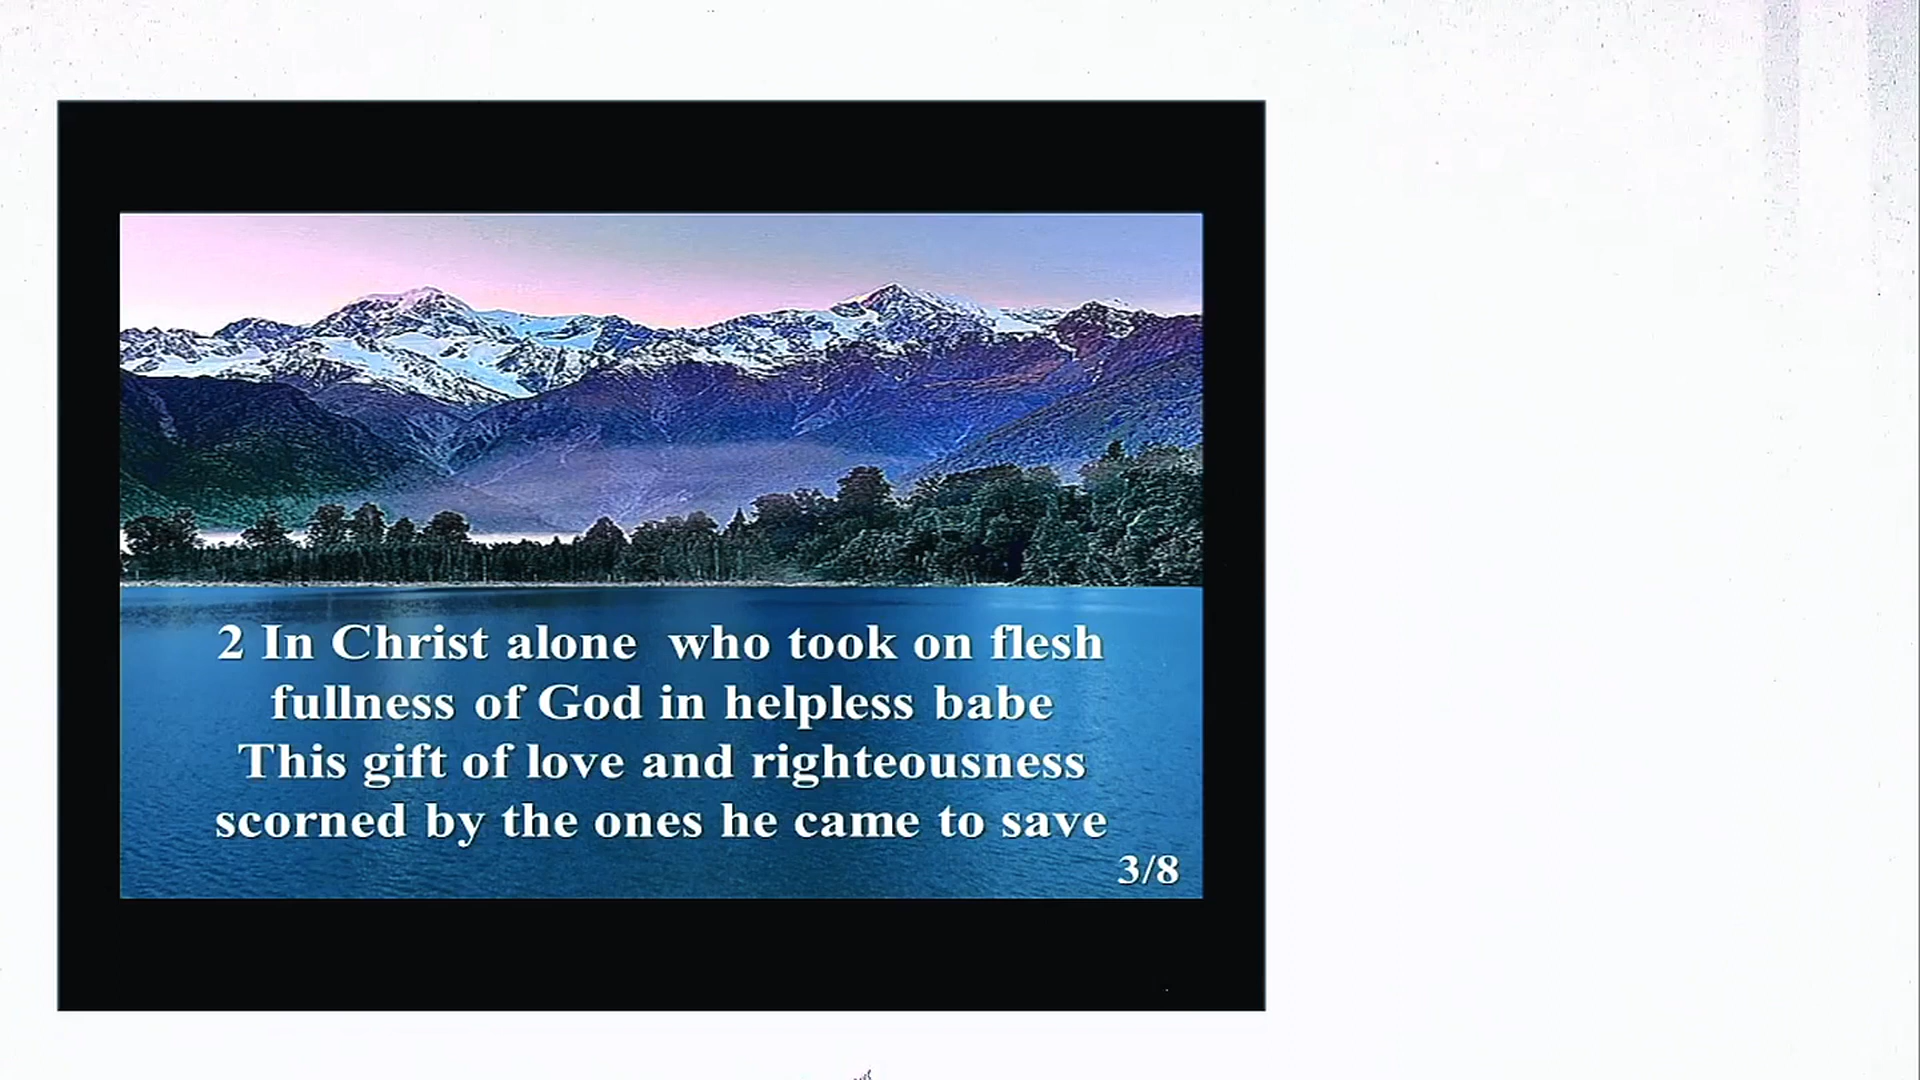 2 In Christ alone who took on flesh
fullness of God in helpless babe
This gift of love and righteousness
scorned by the ones he came to save
3/8